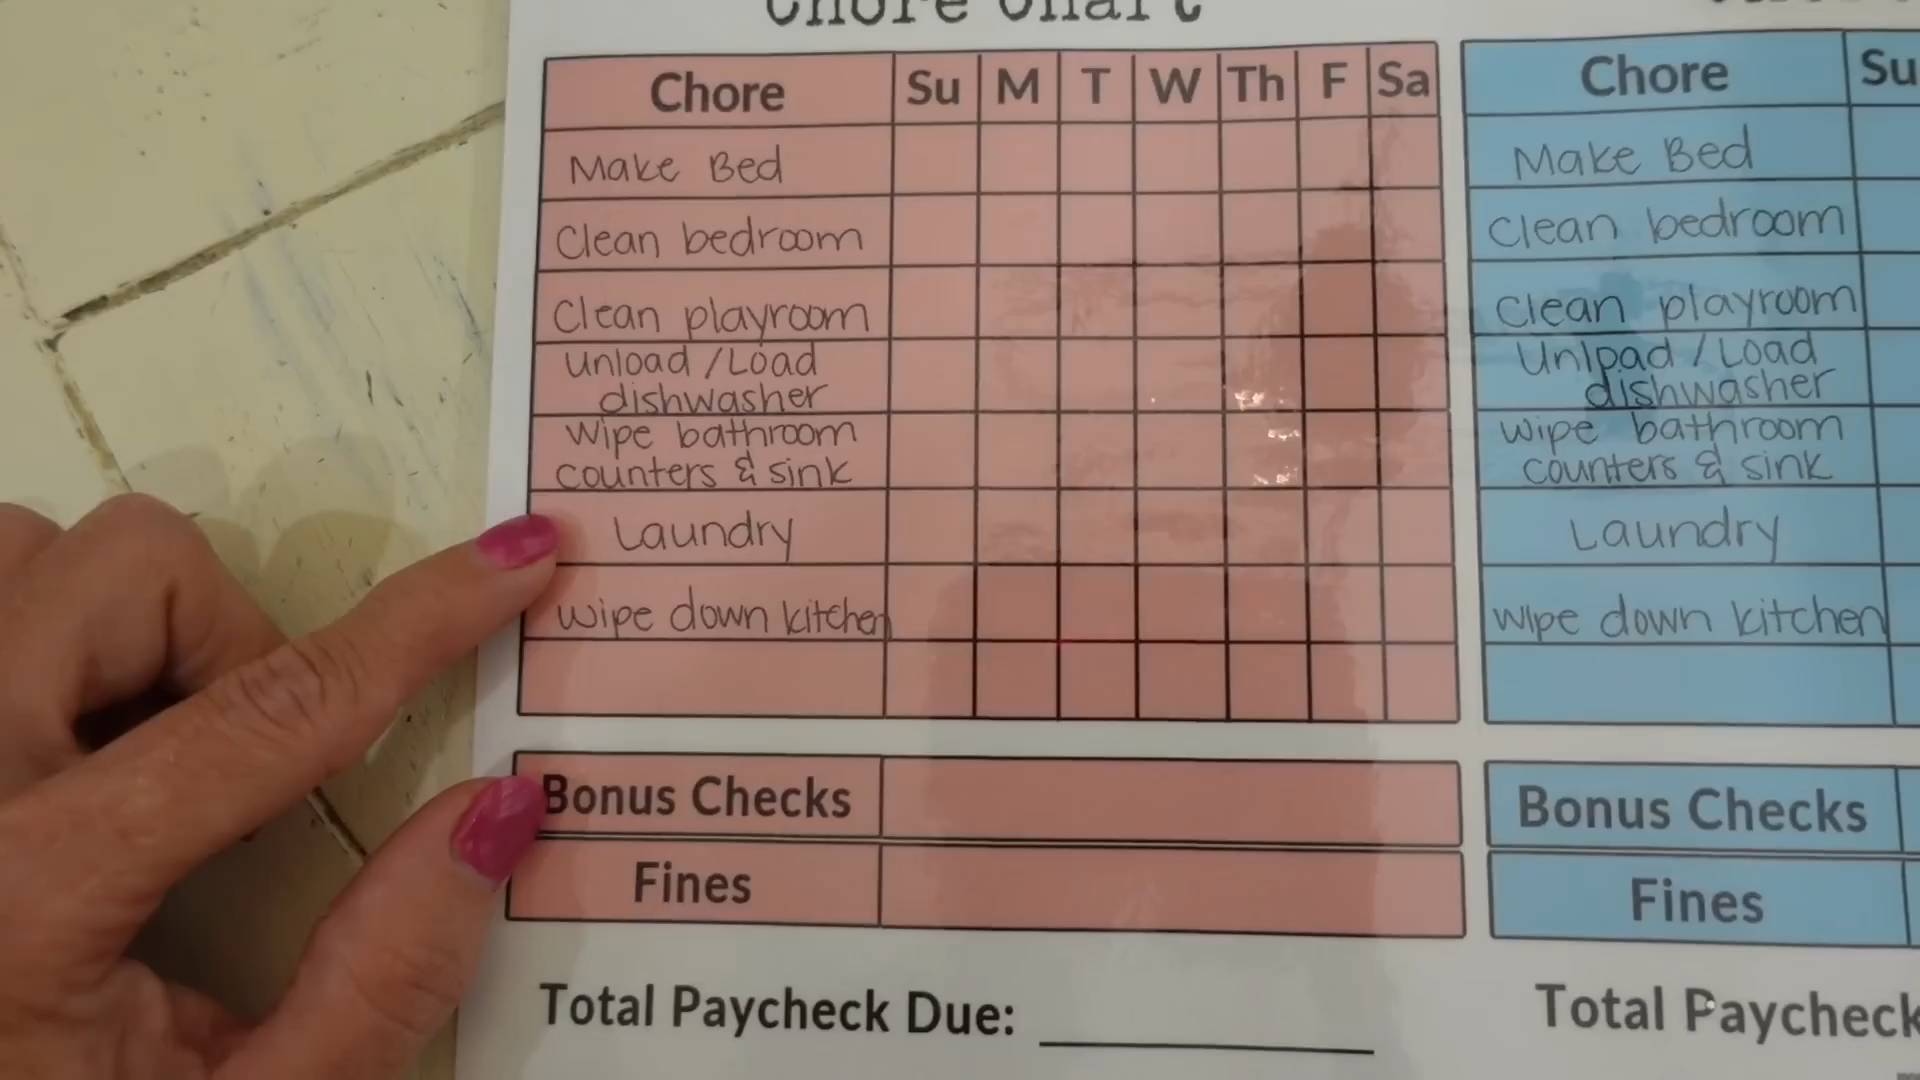 Chore Chart
Chore Su M T W Th F Sa
Make Bed
Clean bedroom
Clean playroom
Unload / Load
dishwasher
Wipe bathroom
counters & sink
Laundry
Wipe down kitchen
Bonus Checks
Fines
Total Paycheck Due:
Chore Su
Make Bed
Clean bedroom
Clean playroom
Unload / Load
dishwasher
Wipe bathroom
counters & sink
Laundry
Wipe down kitchen
Bonus Checks
Fines
Total Paycheck